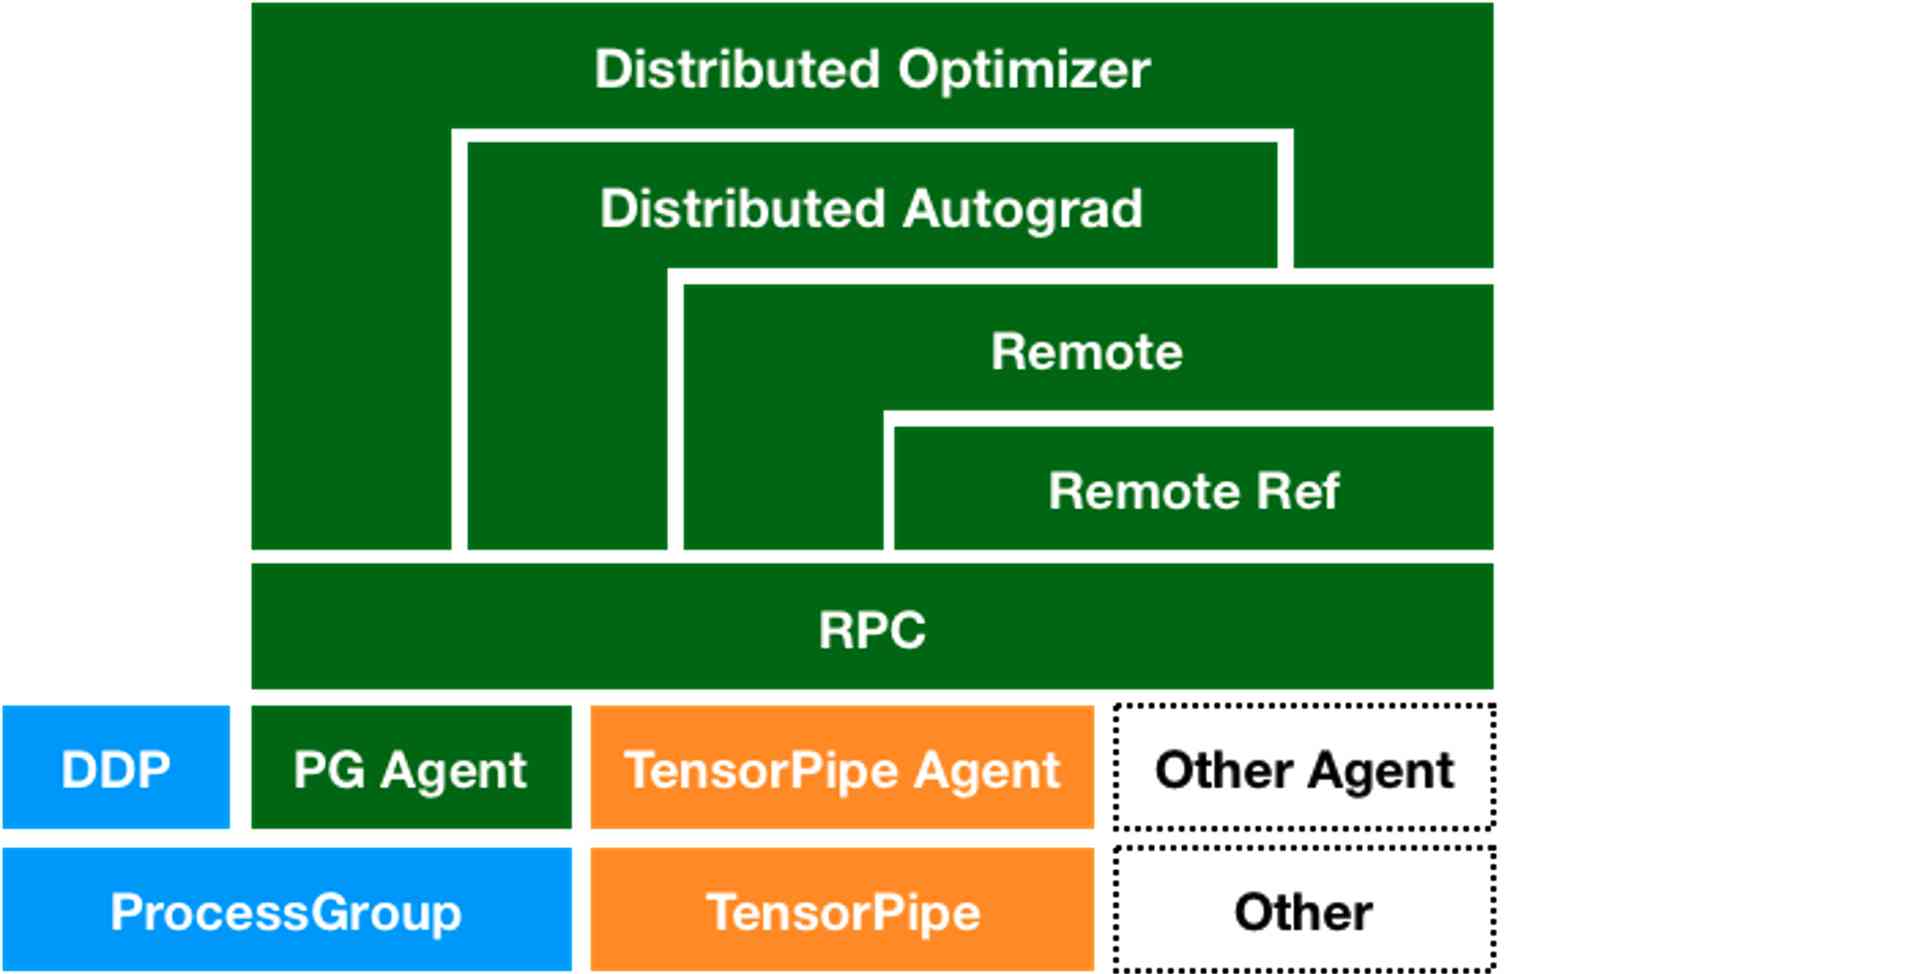 Distributed Optimizer
Distributed Autograd
Remote
Remote Ref
RPC
DDP
PG Agent
TensorPipe Agent
Other Agent
ProcessGroup
TensorPipe
Other